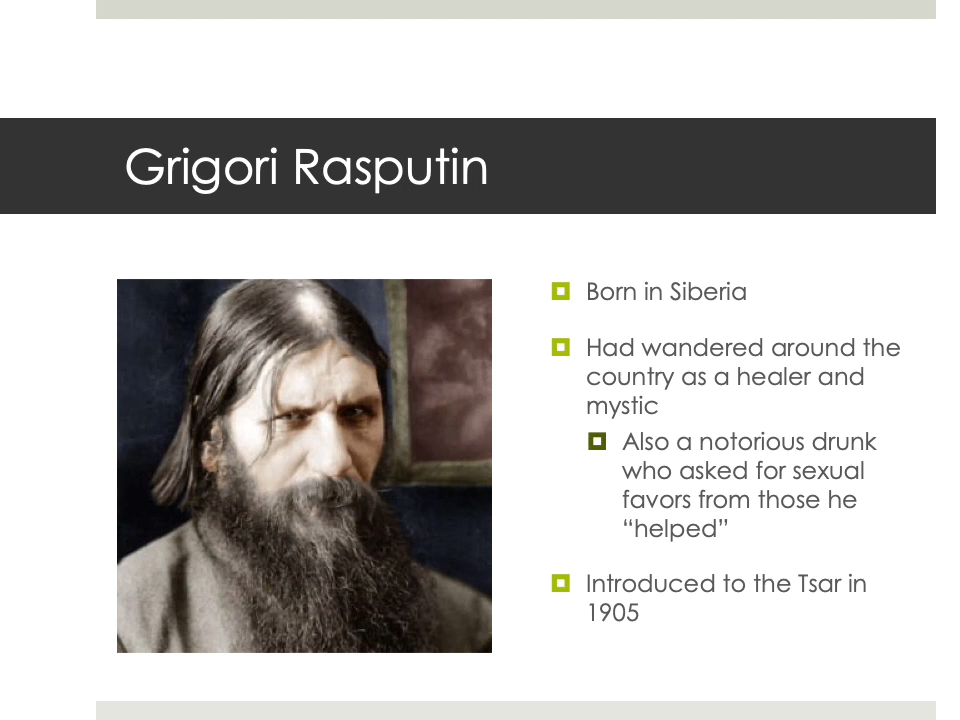 Grigori Rasputin
Born in Siberia
Had wandered around the
country as a healer and
mystic
Also a notorious drunk
who asked for sexual
favors from those he
“helped”
Introduced to the Tsar in
1905